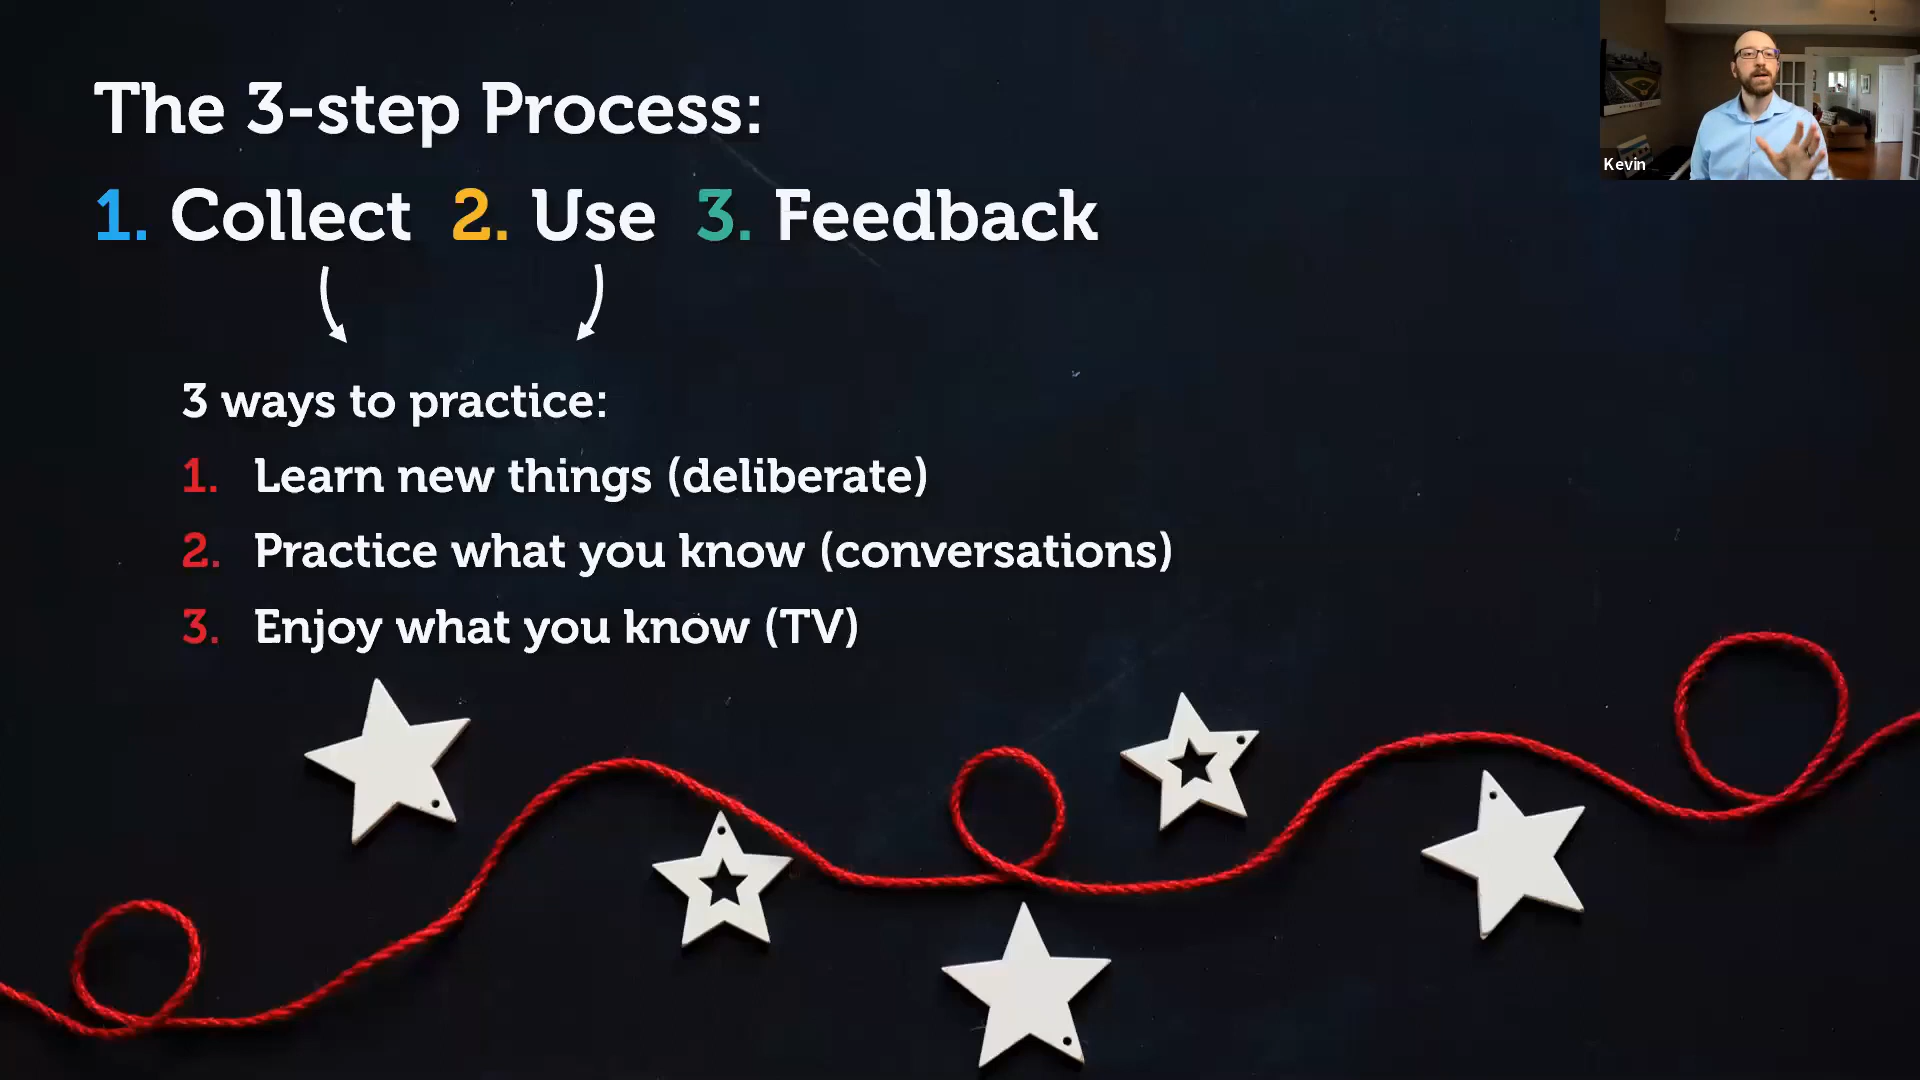 The 3-step Process:
1. Collect 2. Use 3. Feedback
3 ways to practice:
1. Learn new things (deliberate)
2. Practice what you know (conversations)
3. Enjoy what you know (TV)
Kevin